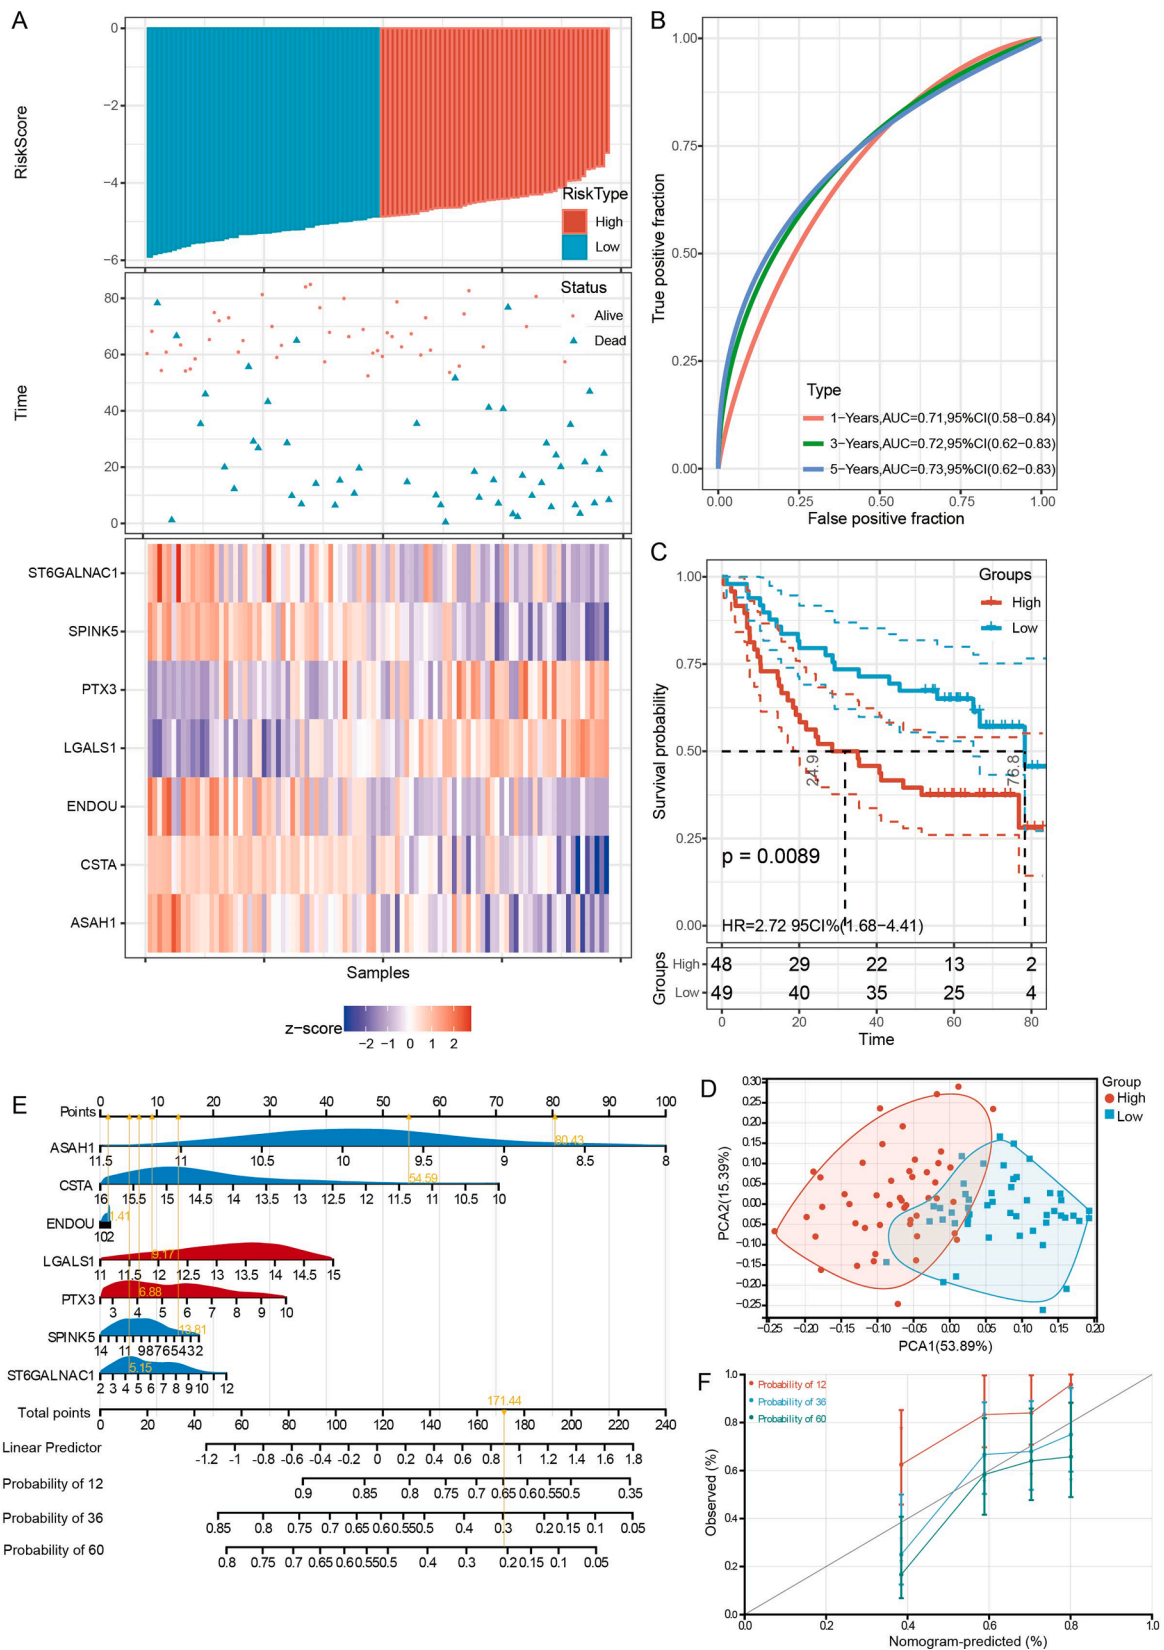 A
0
−2
−4
−6
RiskScore
RiskType
High
Low
80
60
40
20
0
Time
Status
Alive
Dead
ST6GALNAC1
SPINK5
PTX3
LGALS1
ENDOU
CSTA
ASAH1
Samples
z−score
−2 −1 0 1 2
B
1.00
0.75
0.50
0.25
0.00
True positive fraction
Type
1−Years,AUC=0.71,95%CI(0.58−0.84)
3−Years,AUC=0.72,95%CI(0.62−0.83)
5−Years,AUC=0.73,95%CI(0.62−0.83)
0.00 0.25 0.50 0.75 1.00
False positive fraction
C
Groups
High
Low
1.00
0.75
0.50
0.25
0.00
Survival probability
24.9
76.8
p = 0.0089
HR=2.72 95CI%(1.68−4.41)
Groups
High 48 29 22 13 2
Low 49 40 35 25 4
0 20 40 60 80
Time
D
Group
High
Low
0.30
0.25
0.20
0.15
0.10
0.05
0.00
0.05
−0.10
−0.15
−0.20
−0.25
PCA2(15.39%)
−0.25 −0.20 −0.15 −0.10 −0.05 0.00 0.05 0.10 0.15 0.20
PCA1(53.89%)
E
Points
0 10 20 30 40 50 60 70 80 90 100
ASAH1
80.43
11.5 11 10.5 10 9.5 9 8.5 8
CSTA
54.59
16 15.5 15 14.5 14 13.5 13 12.5 12 11.5 11 10.5 10
ENDOU
1.41
102
LGALS1
9.17
11 11.5 12 12.5 13 13.5 14 14.5 15
PTX3
6.88
3 4 5 6 7 8 9 10
SPINK5
13.81
14 11 98765432
ST6GALNAC1
5.15
2 3 4 5 6 7 8 9 10 12
171.44
Total points
0 20 40 60 80 100 120 140 160 180 200 220 240
Linear Predictor
−1.2 −1 −0.8 −0.6 −0.4 −0.2 0 0.2 0.4 0.6 0.8 1 1.2 1.4 1.6 1.8
Probability of 12
0.9 0.85 0.8 0.75 0.7 0.65 0.6 0.55 0.5 0.35
Probability of 36
0.85 0.8 0.75 0.7 0.65 0.6 0.55 0.5 0.4 0.3 0.2 0.15 0.1 0.05
Probability of 60
0.8 0.75 0.7 0.65 0.6 0.55 0.5 0.4 0.3 0.2 0.15 0.1 0.05
F
Probability of 12
Probability of 36
Probability of 60
1.0
0.8
0.6
0.4
0.2
0.0
Observed (%)
0.0 0.2 0.4 0.6 0.8 1.0
Nomogram-predicted (%)